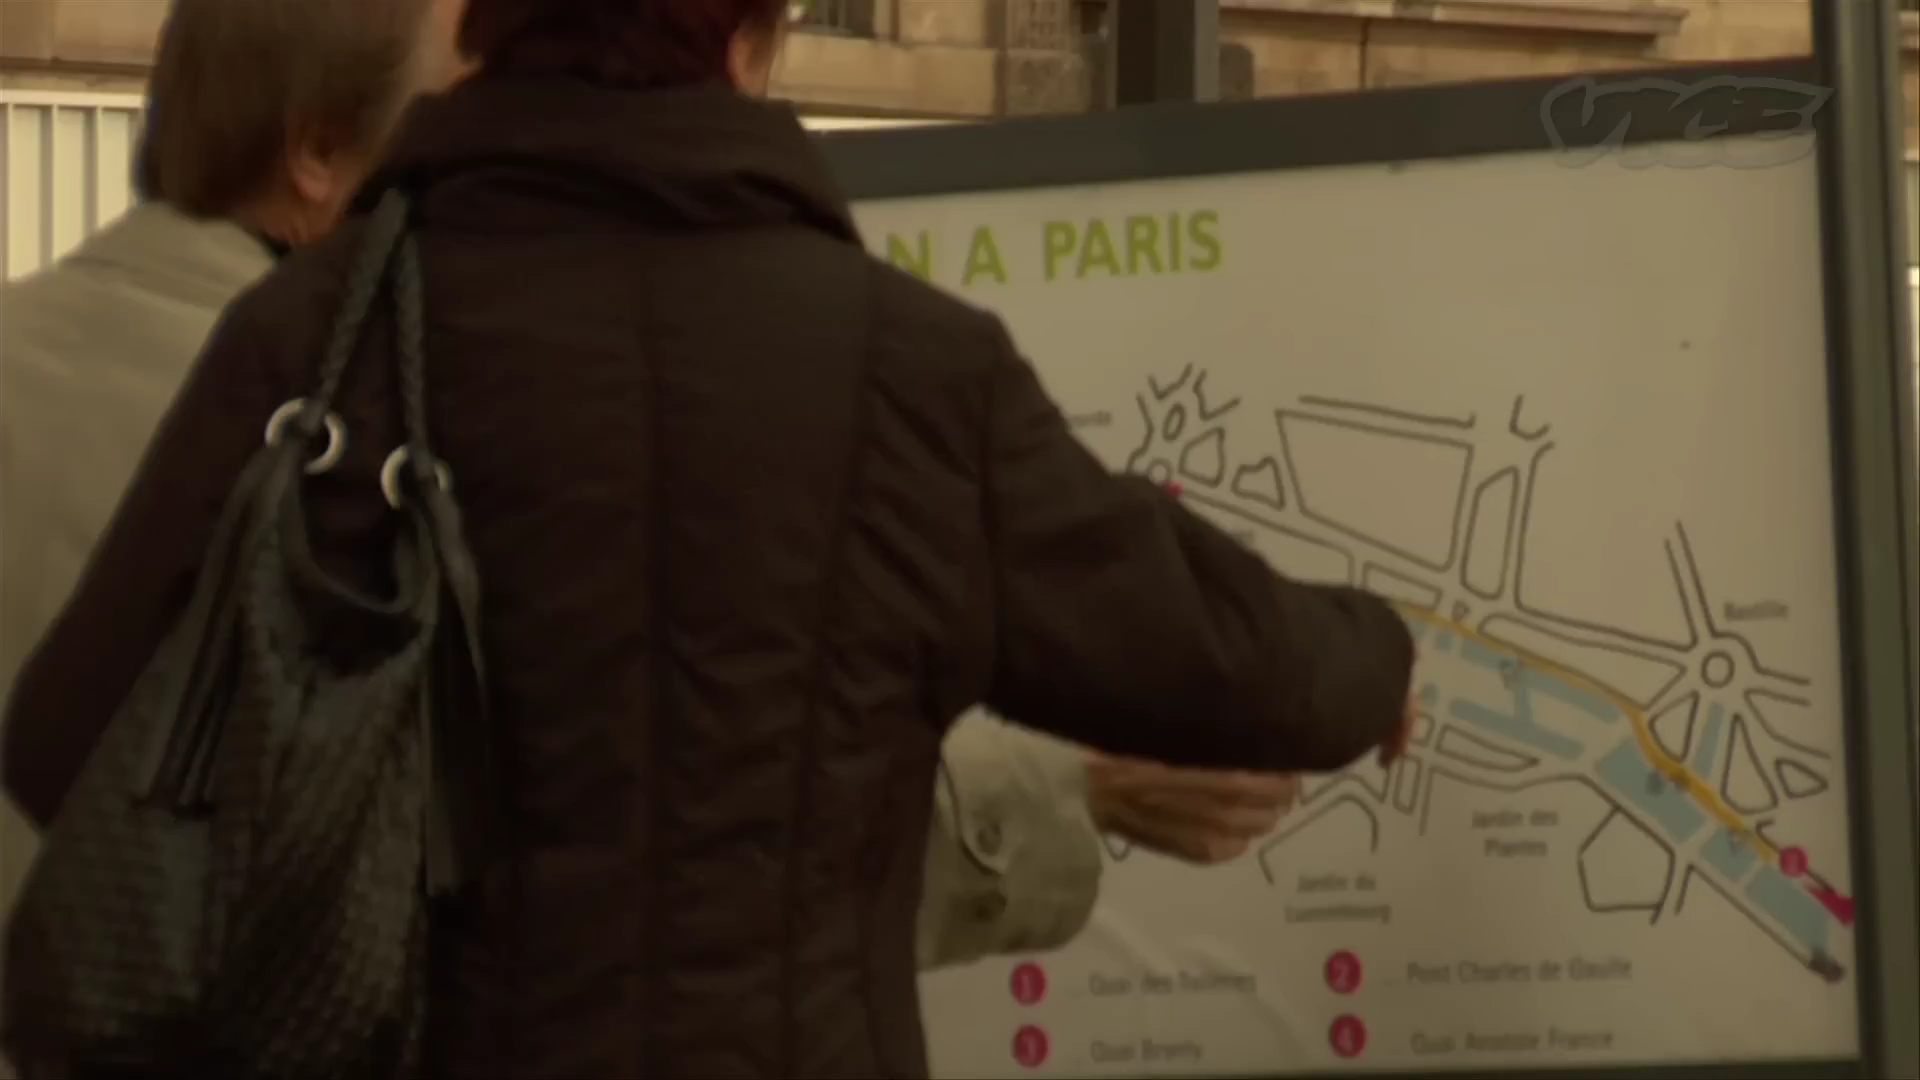 VICE
N A PARIS
Bastille
Jardin des
Plantes
Jardin du
Luxembourg
1 ... Quai des Tuileries
2 ... Pont Charles de Gaulle
3 ... Quai Branly
4 ... Quai Anatole France